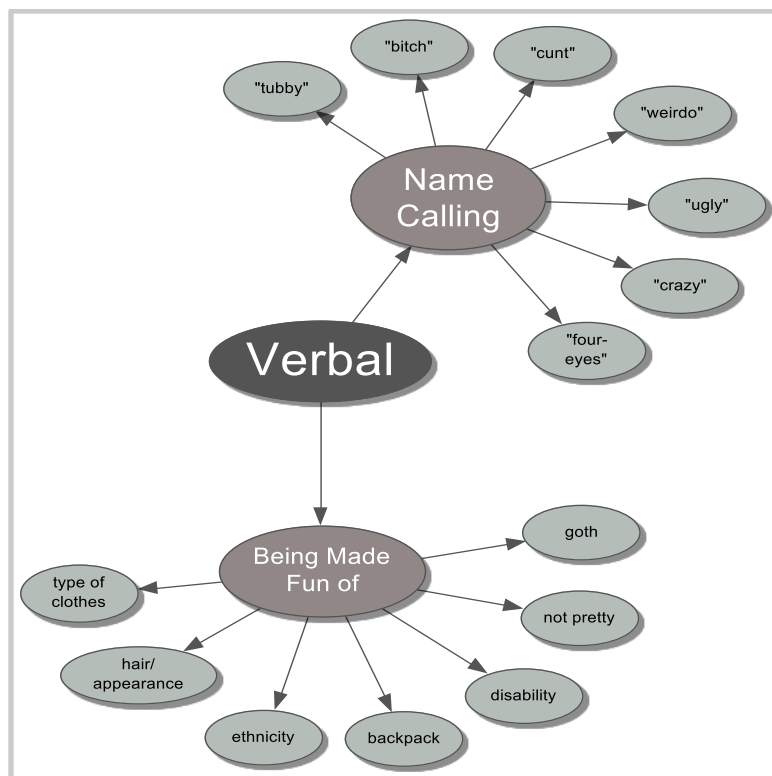 "bitch"
"cunt"
"tubby"
"weirdo"
Name
Calling
"ugly"
"crazy"
"four-
eyes"
Verbal
goth
Being Made
Fun of
type of
clothes
not pretty
hair/
appearance
disability
ethnicity
backpack